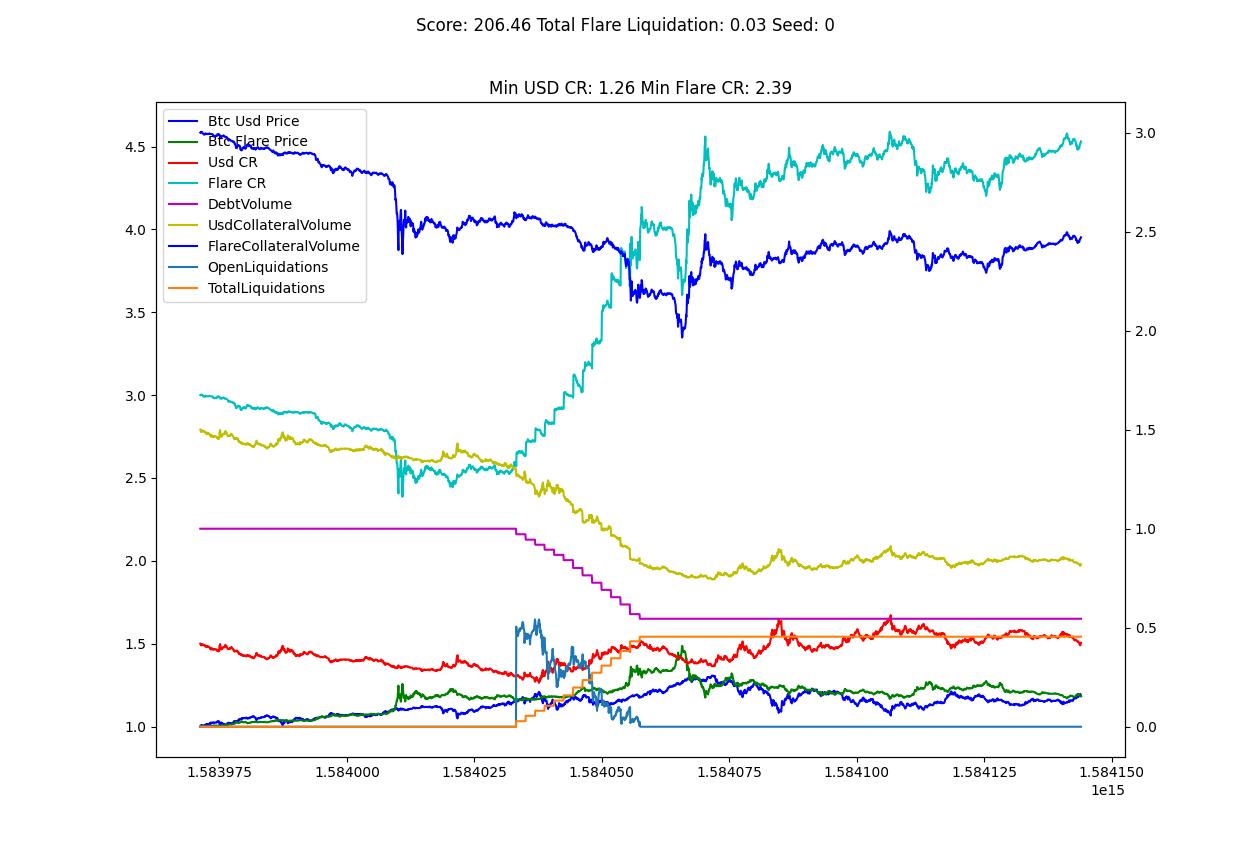 Score: 206.46 Total Flare Liquidation: 0.03 Seed: 0
Min USD CR: 1.26 Min Flare CR: 2.39
Btc Usd Price
Btc Flare Price
Usd CR
Flare CR
DebtVolume
UsdCollateralVolume
FlareCollateralVolume
OpenLiquidations
TotalLiquidations
4.5
4.0
3.5
3.0
2.5
2.0
1.5
1.0
3.0
2.5
2.0
1.5
1.0
0.5
0.0
1.583975
1.584000
1.584025
1.584050
1.584075
1.584100
1.584125
1.584150
1e15